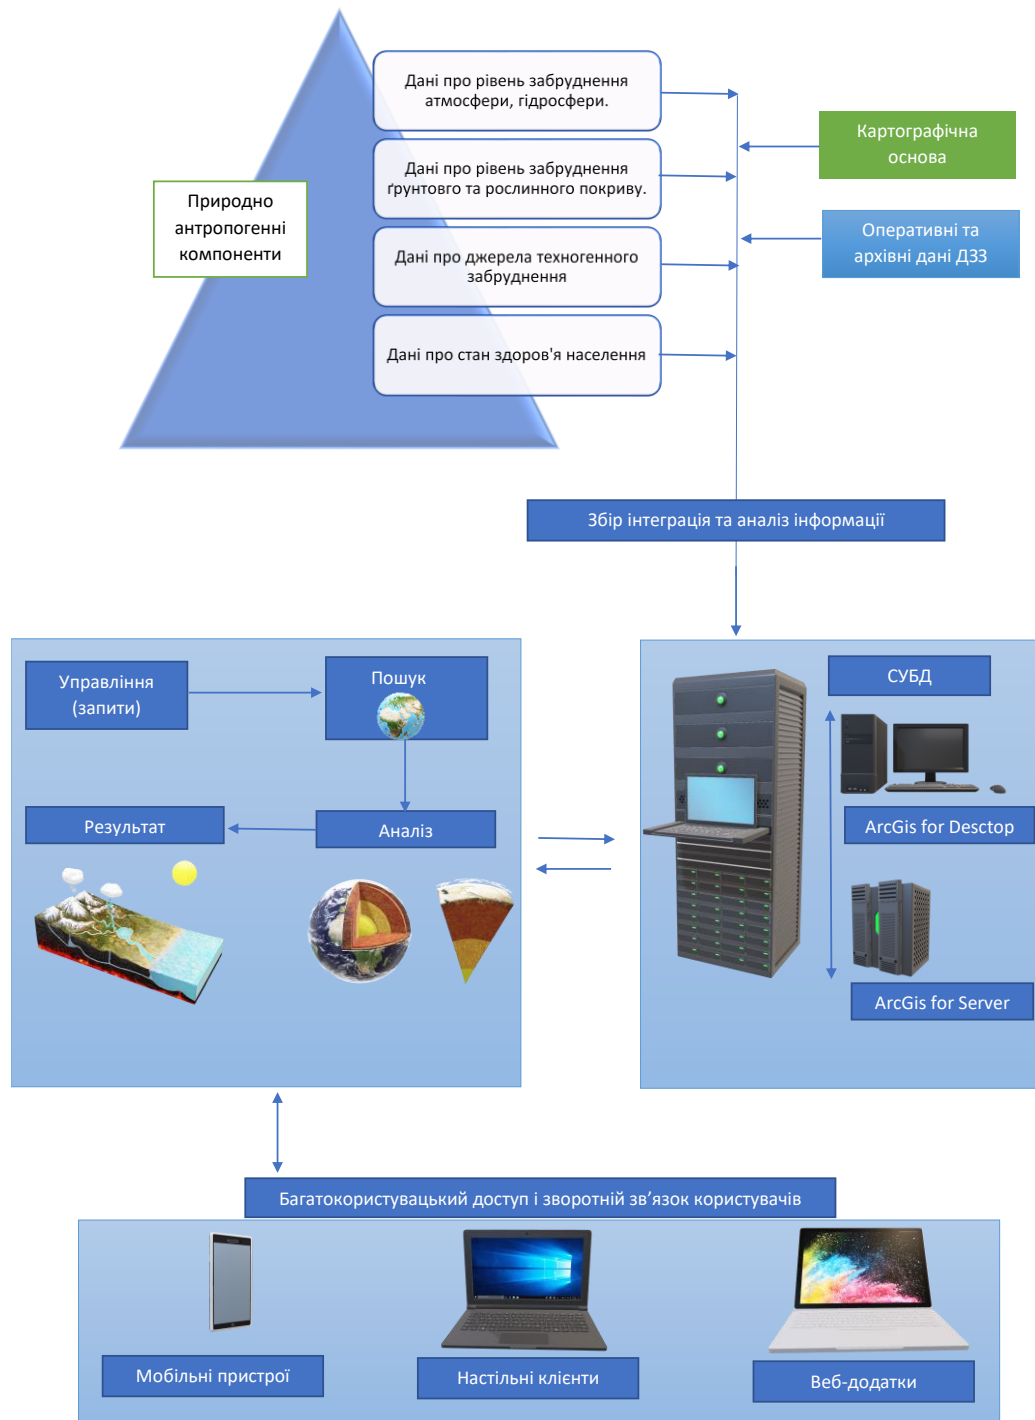 Дані про рівень забруднення
атмосфери, гідросфери.
Картографічна
основа
Дані про рівень забруднення
ґрунтовго та рослинного покриву.
Природно
антропогенні
компоненти
Оперативні та
архівні дані ДЗЗ
Дані про джерела техногенного
забруднення
Дані про стан здоров'я населення
Збір інтеграція та аналіз інформації
Управління
(запити)
Пошук
Результат
Аналіз
СУБД
ArcGis for Desctop
ArcGis for Server
Багатокористувацький доступ і зворотній зв’язок користувачів
Мобільні пристрої
Настільні клієнти
Веб-додатки